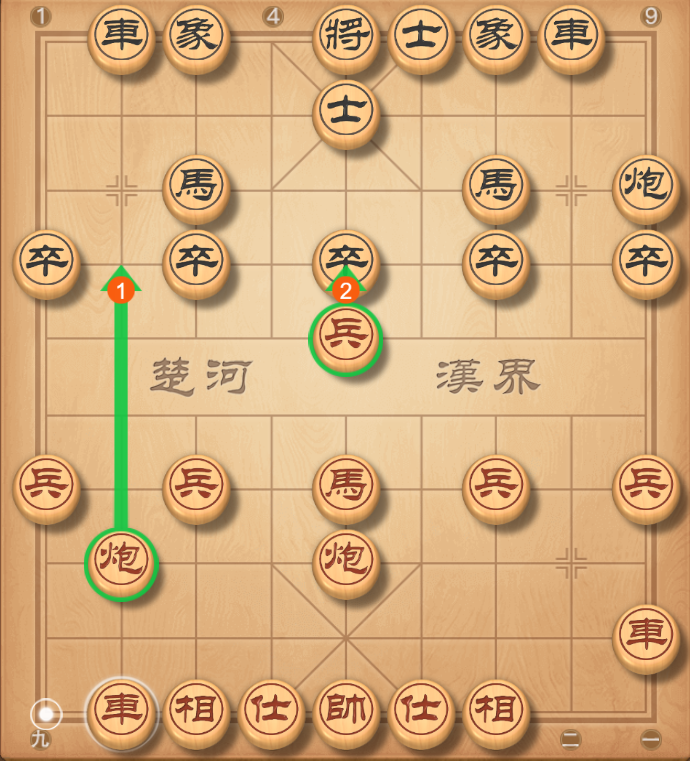 1 4 9
車 象 將 士 象 車
士
馬 馬 炮
卒 卒 卒 卒 卒
1 2
兵
楚河 漢界
兵 兵 馬 兵 兵
炮 炮
車
車 相 仕 帥 仕 相
九 二 一